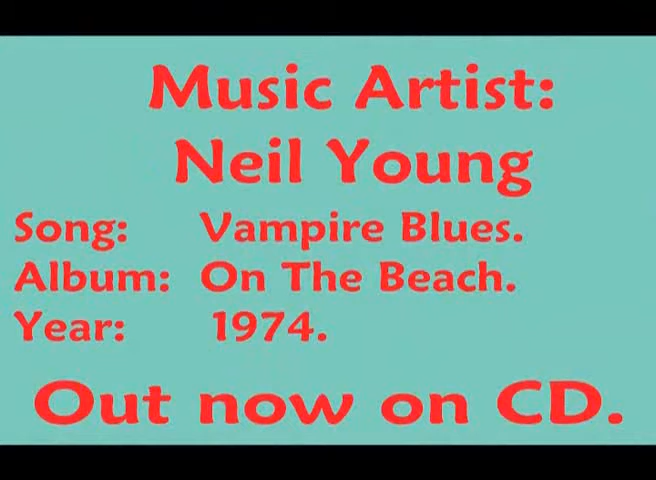 Music Artist:
Neil Young
Song: Vampire Blues.
Album: On The Beach.
Year: 1974.
Out now on CD.